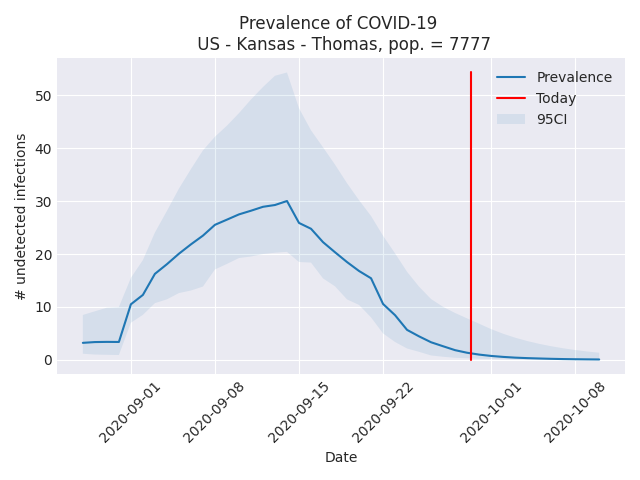 Prevalence of COVID-19
US - Kansas - Thomas, pop. = 7777
Prevalence
Today
95CI
# undetected infections
50
40
30
20
10
0
2020-09-01
2020-09-08
2020-09-15
2020-09-22
2020-10-01
2020-10-08
Date